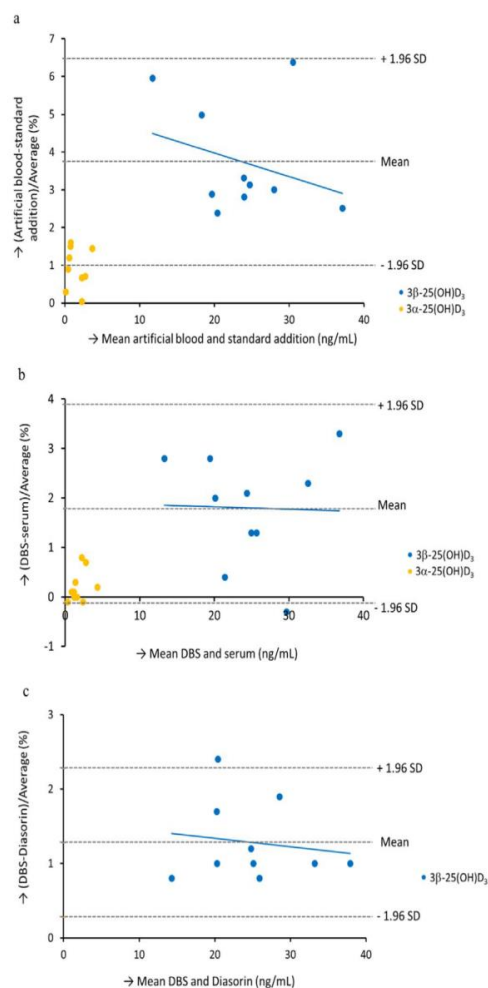 a
7
6
5
4
3
2
1
0
0 10 20 30 40
→ (Artificial blood-standard
addition)/Average (%)
→ Mean artificial blood and standard addition (ng/mL)
+ 1.96 SD
Mean
- 1.96 SD
3β-25(OH)D₃
3α-25(OH)D₃
b
4
3
2
1
0
-1
0 10 20 30 40
→ (DBS-serum)/Average (%)
→ Mean DBS and serum (ng/mL)
+ 1.96 SD
Mean
- 1.96 SD
3β-25(OH)D₃
3α-25(OH)D₃
c
3
2
1
0
0 10 20 30 40
→ (DBS-Diasorin)/Average (%)
→ Mean DBS and Diasorin (ng/mL)
+ 1.96 SD
Mean
- 1.96 SD
3β-25(OH)D₃